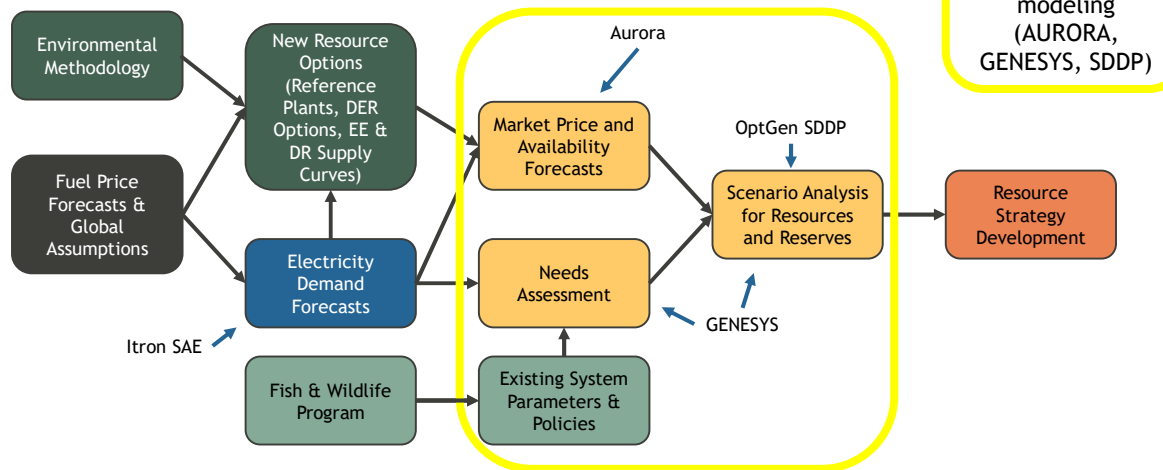 modeling
(AURORA,
GENESYS, SDDP)
Aurora
Environmental
Methodology
New Resource
Options
(Reference
Plants, DER
Options, EE &
DR Supply
Curves)
Market Price and
Availability
Forecasts
OptGen SDDP
Fuel Price
Forecasts &
Global
Assumptions
Scenario Analysis
for Resources
and Reserves
Resource
Strategy
Development
Electricity
Demand
Forecasts
Needs
Assessment
GENESYS
Itron SAE
Fish & Wildlife
Program
Existing System
Parameters &
Policies